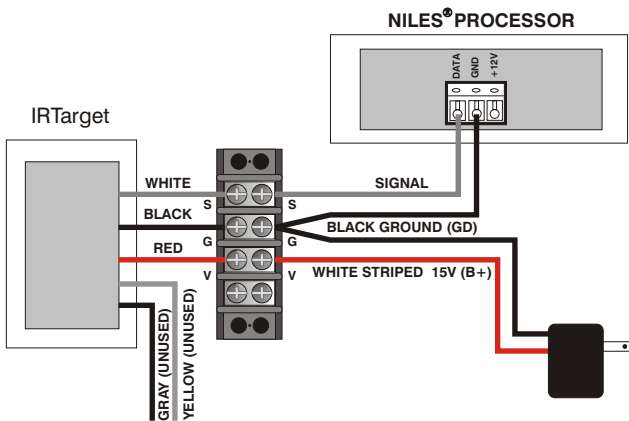 NILES® PROCESSOR
DATA
GND
+12V
IRTarget
WHITE
SIGNAL
S
S
BLACK
BLACK GROUND (GD)
G
G
RED
WHITE STRIPED 15V (B+)
V
V
GRAY (UNUSED)
YELLOW (UNUSED)